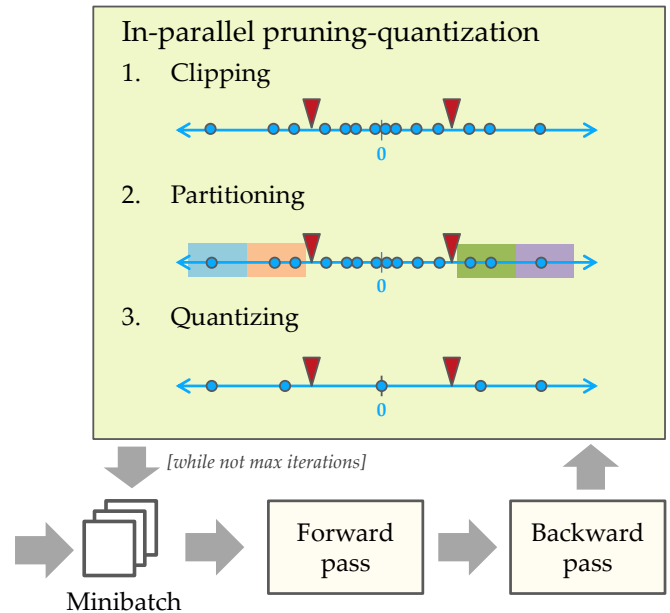 In-parallel pruning-quantization
1. Clipping
0
2. Partitioning
0
3. Quantizing
0
[while not max iterations]
Forward
pass
Backward
pass
Minibatch